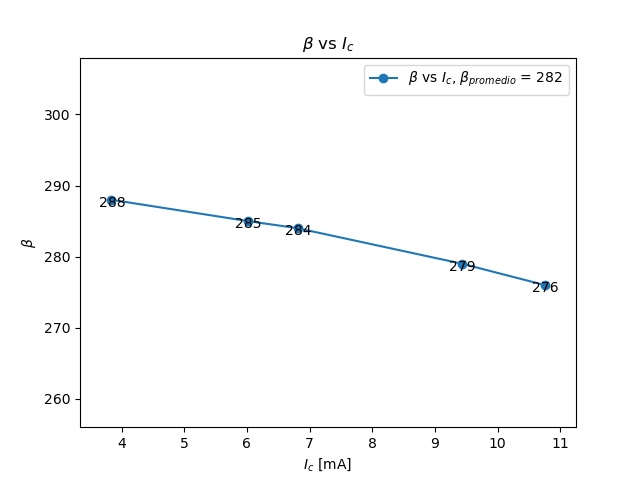 β vs I_c
β vs I_c, β_promedio = 282
300
290
280
270
260
β
288
285
284
279
276
4 5 6 7 8 9 10 11
I_c [mA]